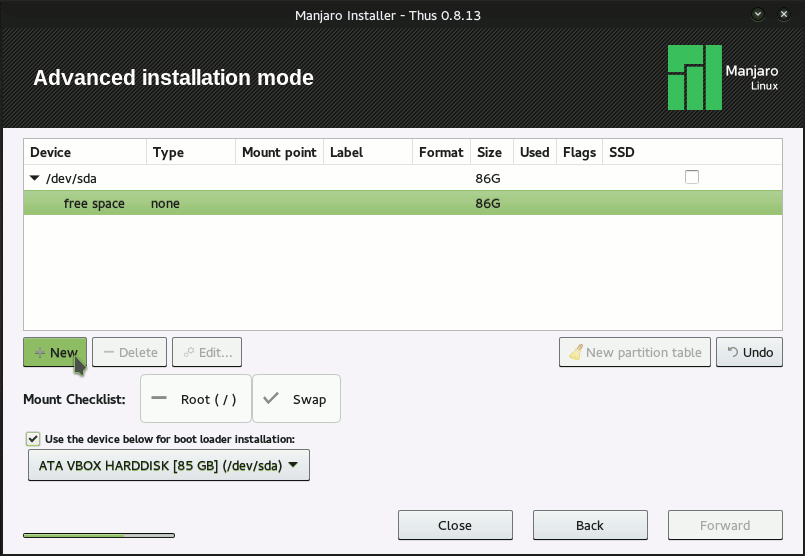 Manjaro Installer - Thus 0.8.13
Advanced installation mode
Manjaro
Linux
Device Type Mount point Label Format Size Used Flags SSD
/dev/sda 86G
free space none 86G
New Delete Edit... New partition table Undo
Mount Checklist: Root ( / ) Swap
Use the device below for boot loader installation:
ATA VBOX HARDDISK [85 GB] (/dev/sda)
Close Back Forward